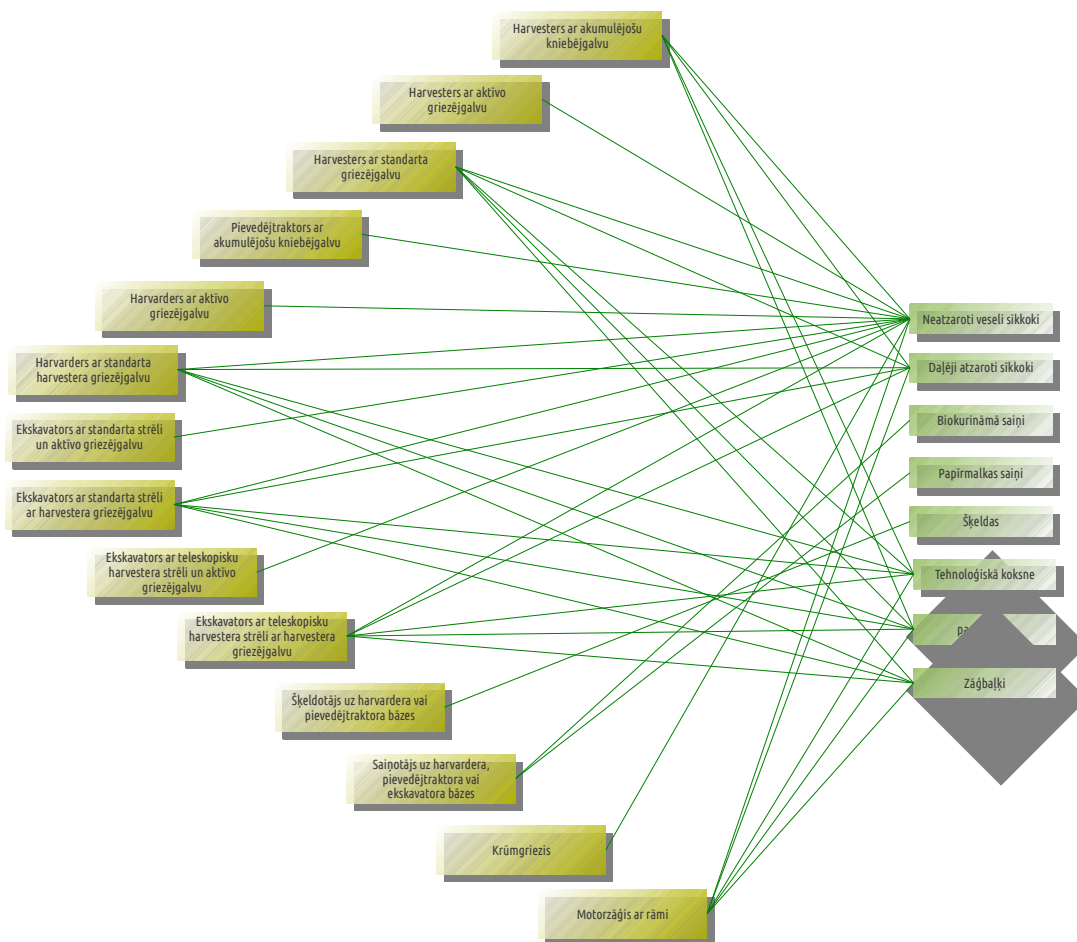 Harvesters ar akumulējošu
kniebējgalvu
Harvesters ar aktīvo
griezējgalvu
Harvesters ar standarta
griezējgalvu
Pievedējtraktors ar
akumulējošu kniebējgalvu
Harvarders ar aktīvo
griezējgalvu
Harvarders ar standarta
harvestera griezējgalvu
Ekskavators ar standarta strēli
un aktīvo griezējgalvu
Ekskavators ar standarta strēli
ar harvestera griezējgalvu
Ekskavators ar teleskopisku
harvestera strēli un aktīvo
griezējgalvu
Ekskavators ar teleskopisku
harvestera strēli ar harvestera
griezējgalvu
Šķeldotājs uz harvardera vai
pievedējtraktora bāzes
Saiņotājs uz harvardera,
pievedējtraktora vai
ekskavatora bāzes
Krūmgriezis
Motorzāģis ar rāmi
Neatzaroti veseli sikkoki
Daļēji atzaroti sikkoki
Biokurināmā saiņi
Papīrmalkas saiņi
Šķeldas
Tehnoloģiskā koksne
Zāģbaļķi